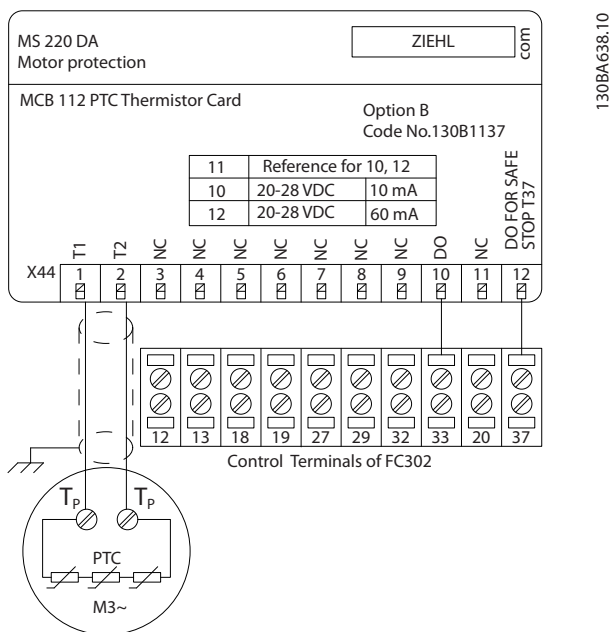 130BA638.10
MS 220 DA
Motor protection
ZIEHL
com
MCB 112 PTC Thermistor Card
Option B
Code No.130B1137
11 Reference for 10, 12
10 20-28 VDC 10 mA
12 20-28 VDC 60 mA
T1 T2 NC NC NC NC NC NC NC DO NC DO FOR SAFE
STOP T37
X44 1 2 3 4 5 6 7 8 9 10 11 12
12 13 18 19 27 29 32 33 20 37
Control Terminals of FC302
TP TP
PTC
M3~